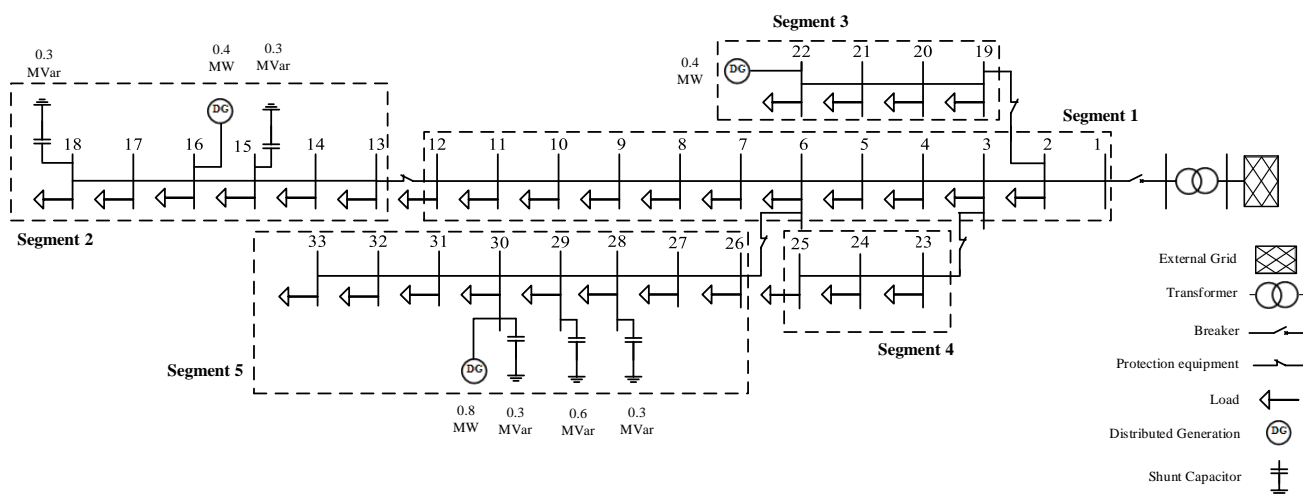 Segment 3
0.3
MVar
0.4
MW
0.3
MVar
0.4
MW
DG
22
21
20
19
Segment 1
DG
18
17
16
15
14
13
12
11
10
9
8
7
6
5
4
3
2
1
Segment 2
33
32
31
30
29
28
27
26
25
24
23
External Grid
Transformer
Breaker
Segment 4
Segment 5
DG
Protection equipment
0.8
MW
0.3
MVar
0.6
MVar
0.3
MVar
Load
Distributed Generation
DG
Shunt Capacitor